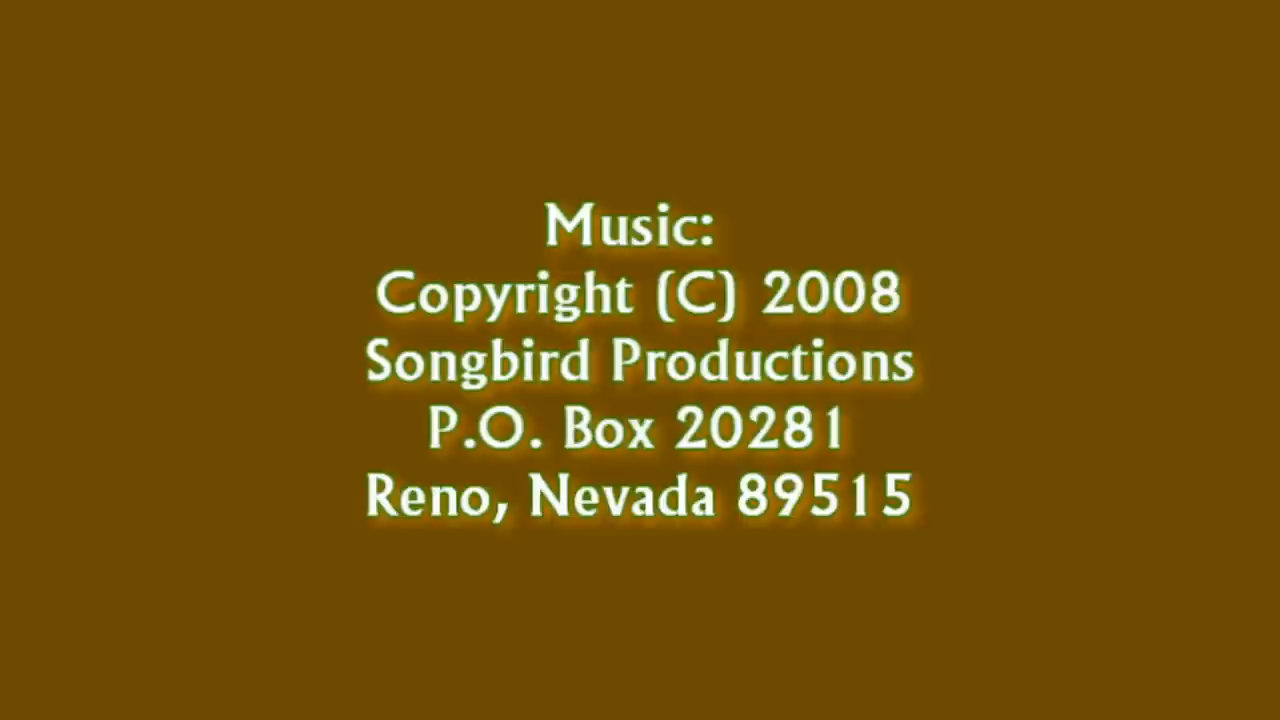 Music:
Copyright (C) 2008
Songbird Productions
P.O. Box 20281
Reno, Nevada 89515